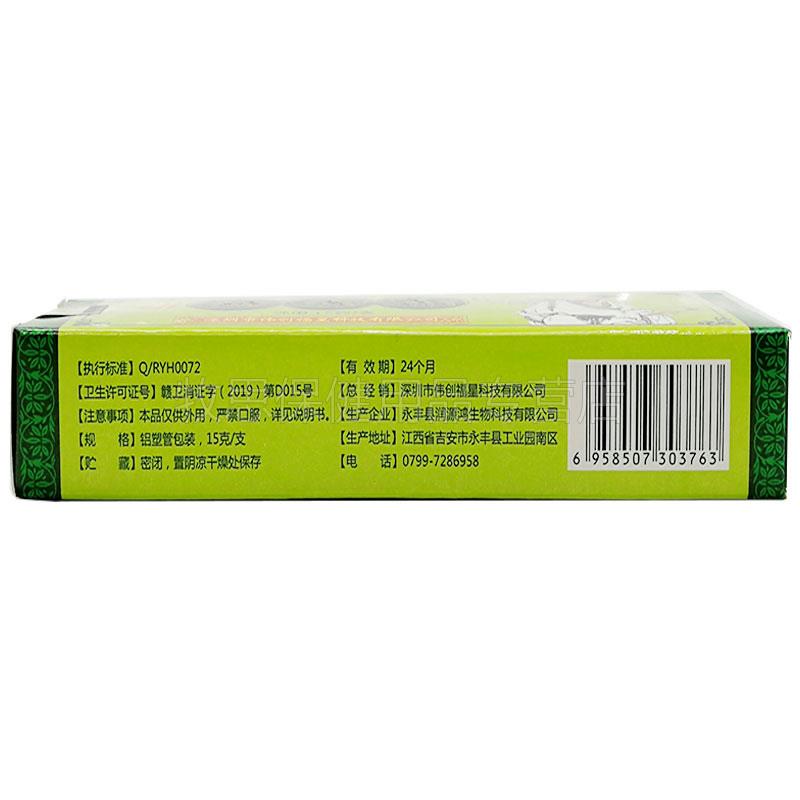 【执行标准】Q/RYH0072
【卫生许可证号】赣卫消证字（2019）第D015号
【注意事项】本品仅供外用，严禁口服，详见说明书。
【规 格】铝塑管包装，15克/支
【贮 藏】密闭，置阴凉干燥处保存
【有 效 期】24个月
【总 经 销】深圳市伟创福星科技有限公司
【生产企业】永丰县润源鸿生物科技有限公司
【生产地址】江西省吉安市永丰县工业园南区
【电 话】0799-7286958
6 958507 303763